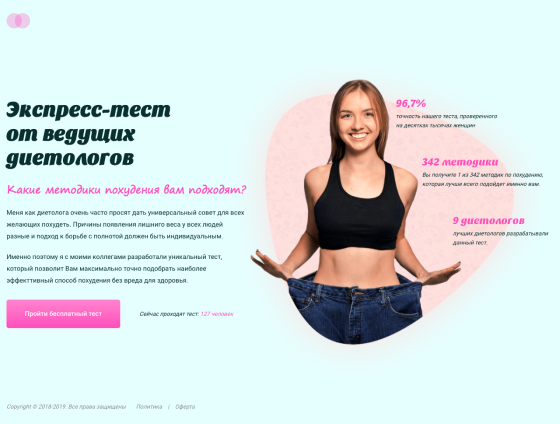 Экспресс-тест
от ведущих
диетологов
Какие методики похудения вам подходят?
Меня как диетолога очень часто просят дать универсальный совет для всех
желающих похудеть. Причины появления лишнего веса у всех людей
разные и подход к борьбе с полнотой должен быть индивидуальным.
Именно поэтому я с моими коллегами разработали уникальный тест,
который позволит Вам максимально точно подобрать наиболее
эффективный способ похудения без вреда для здоровья.
Пройти бесплатный тест
Сейчас проходят тест: 127 человек
96,7%
точность нашего теста, проверенного
на десятках тысячах женщин
342 методики
Вы получите 1 из 342 методик по похудению,
которая лучше всего подойдет именно вам.
9 диетологов
лучших диетологов разрабатывали
данный тест.
Copyright © 2018-2019. Все права защищены Политика | Оферта